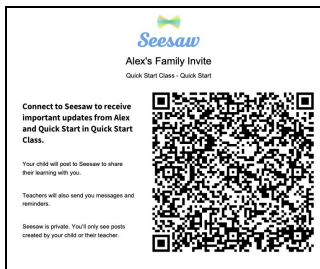 Seesaw
Alex's Family Invite
Quick Start Class - Quick Start
Connect to Seesaw to receive
important updates from Alex
and Quick Start in Quick Start
Class.
Your child will post to Seesaw to share
their learning with you.
Teachers will also send you messages and
reminders.
Seesaw is private. You'll only see posts
created by your child or their teacher.